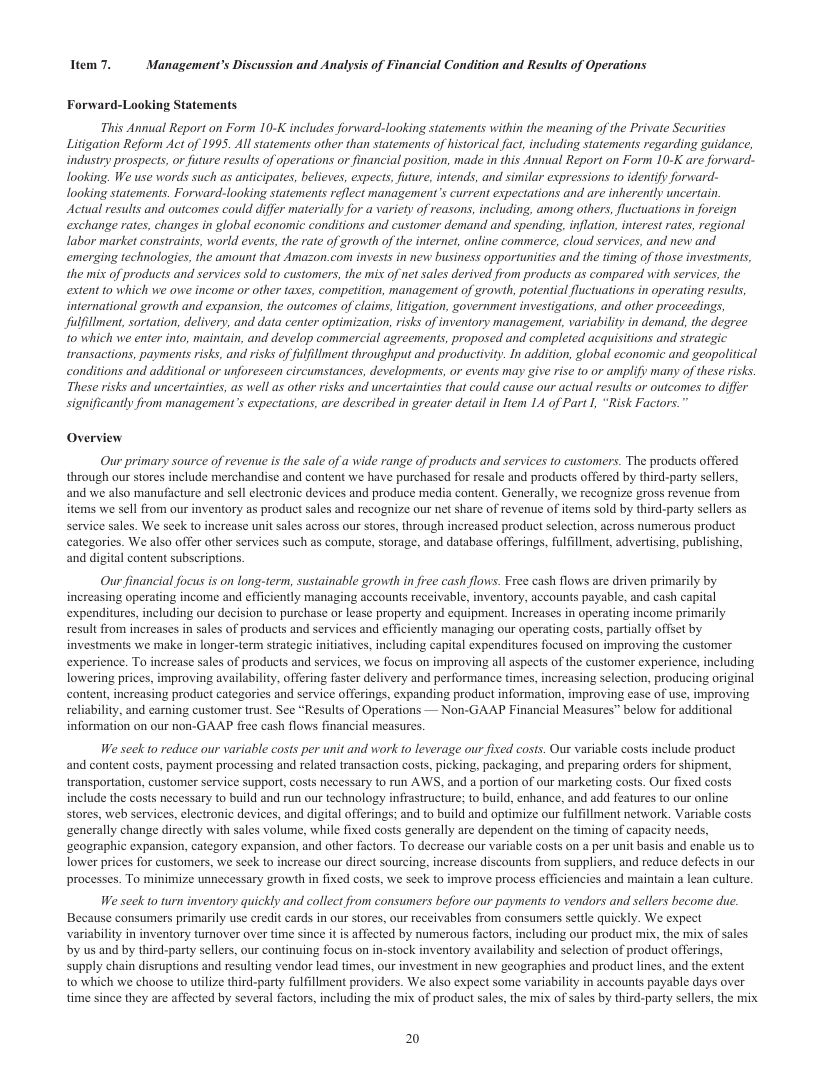 Item 7. Management’s Discussion and Analysis of Financial Condition and Results of Operations
Forward-Looking Statements
This Annual Report on Form 10-K includes forward-looking statements within the meaning of the Private Securities
Litigation Reform Act of 1995. All statements other than statements of historical fact, including statements regarding guidance,
industry prospects, or future results of operations or financial position, made in this Annual Report on Form 10-K are forward-
looking. We use words such as anticipates, believes, expects, future, intends, and similar expressions to identify forward-
looking statements. Forward-looking statements reflect management’s current expectations and are inherently uncertain.
Actual results and outcomes could differ materially for a variety of reasons, including, among others, fluctuations in foreign
exchange rates, changes in global economic conditions and customer demand and spending, inflation, interest rates, regional
labor market constraints, world events, the rate of growth of the internet, online commerce, cloud services, and new and
emerging technologies, the amount that Amazon.com invests in new business opportunities and the timing of those investments,
the mix of products and services sold to customers, the mix of net sales derived from products as compared with services, the
extent to which we owe income or other taxes, competition, management of growth, potential fluctuations in operating results,
international growth and expansion, the outcomes of claims, litigation, government investigations, and other proceedings,
fulfillment, sortation, delivery, and data center optimization, risks of inventory management, variability in demand, the degree
to which we enter into, maintain, and develop commercial agreements, proposed and completed acquisitions and strategic
transactions, payments risks, and risks of fulfillment throughput and productivity. In addition, global economic and geopolitical
conditions and additional or unforeseen circumstances, developments, or events may give rise to or amplify many of these risks.
These risks and uncertainties, as well as other risks and uncertainties that could cause our actual results or outcomes to differ
significantly from management’s expectations, are described in greater detail in Item 1A of Part I, “Risk Factors.”
Overview
Our primary source of revenue is the sale of a wide range of products and services to customers. The products offered
through our stores include merchandise and content we have purchased for resale and products offered by third-party sellers,
and we also manufacture and sell electronic devices and produce media content. Generally, we recognize gross revenue from
items we sell from our inventory as product sales and recognize our net share of revenue of items sold by third-party sellers as
service sales. We seek to increase unit sales across our stores, through increased product selection, across numerous product
categories. We also offer other services such as compute, storage, and database offerings, fulfillment, advertising, publishing,
and digital content subscriptions.
Our financial focus is on long-term, sustainable growth in free cash flows. Free cash flows are driven primarily by
increasing operating income and efficiently managing accounts receivable, inventory, accounts payable, and cash capital
expenditures, including our decision to purchase or lease property and equipment. Increases in operating income primarily
result from increases in sales of products and services and efficiently managing our operating costs, partially offset by
investments we make in longer-term strategic initiatives, including capital expenditures focused on improving the customer
experience. To increase sales of products and services, we focus on improving all aspects of the customer experience, including
lowering prices, improving availability, offering faster delivery and performance times, increasing selection, producing original
content, increasing product categories and service offerings, expanding product information, improving ease of use, improving
reliability, and earning customer trust. See “Results of Operations — Non-GAAP Financial Measures” below for additional
information on our non-GAAP free cash flows financial measures.
We seek to reduce our variable costs per unit and work to leverage our fixed costs. Our variable costs include product
and content costs, payment processing and related transaction costs, picking, packaging, and preparing orders for shipment,
transportation, customer service support, costs necessary to run AWS, and a portion of our marketing costs. Our fixed costs
include the costs necessary to build and run our technology infrastructure; to build, enhance, and add features to our online
stores, web services, electronic devices, and digital offerings; and to build and optimize our fulfillment network. Variable costs
generally change directly with sales volume, while fixed costs generally are dependent on the timing of capacity needs,
geographic expansion, category expansion, and other factors. To decrease our variable costs on a per unit basis and enable us to
lower prices for customers, we seek to increase our direct sourcing, increase discounts from suppliers, and reduce defects in our
processes. To minimize unnecessary growth in fixed costs, we seek to improve process efficiencies and maintain a lean culture.
We seek to turn inventory quickly and collect from consumers before our payments to vendors and sellers become due.
Because consumers primarily use credit cards in our stores, our receivables from consumers settle quickly. We expect
variability in inventory turnover over time since it is affected by numerous factors, including our product mix, the mix of sales
by us and by third-party sellers, our continuing focus on in-stock inventory availability and selection of product offerings,
supply chain disruptions and resulting vendor lead times, our investment in new geographies and product lines, and the extent
to which we choose to utilize third-party fulfillment providers. We also expect some variability in accounts payable days over
time since they are affected by several factors, including the mix of product sales, the mix of sales by third-party sellers, the mix
20